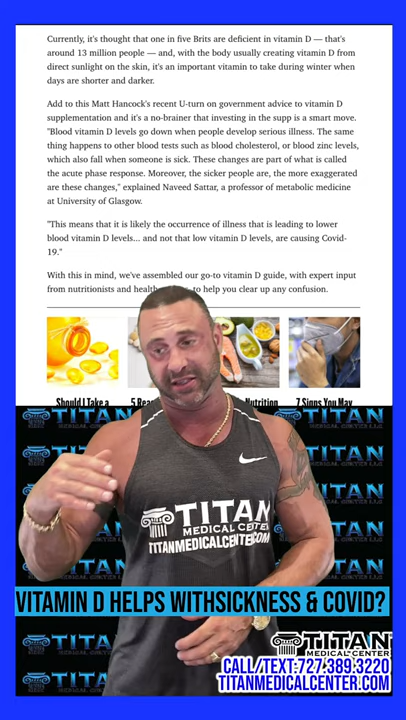 Currently, it's thought that one in five Brits are deficient in vitamin D — that's
around 13 million people — and, with the body usually creating vitamin D from
direct sunlight on the skin, it's an important vitamin to take during winter when
days are shorter and darker.
Add to this Matt Hancock's recent U-turn on government advice to vitamin D
supplementation and it's a no-brainer that investing in the supp is a smart move.
"Blood vitamin D levels go down when people develop serious illness. The same
thing happens to other blood tests such as blood cholesterol, or blood zinc levels,
which also fall when someone is sick. These changes are part of what is called
the acute phase response. Moreover, the sicker people are, the more exaggerated
are these changes," explained Naveed Sattar, a professor of metabolic medicine
at University of Glasgow.
"This means that it is likely the occurrence of illness that is leading to lower
blood vitamin D levels... and not that low vitamin D levels, are causing Covid-
19."
With this in mind, we've assembled our go-to vitamin D guide, with expert input
from nutritionists and health to help you clear up any confusion.
Should I Take a
5 Nutrition
7 Signs You May
TITAN
MEDICAL CENTER
TITANMEDICALCENTER.COM
VITAMIN D HELPS WITHSICKNESS & COVID?
TITAN
MEDICAL CENTER
CALL/TEXT:727.389.3220
TITANMEDICALCENTER.COM